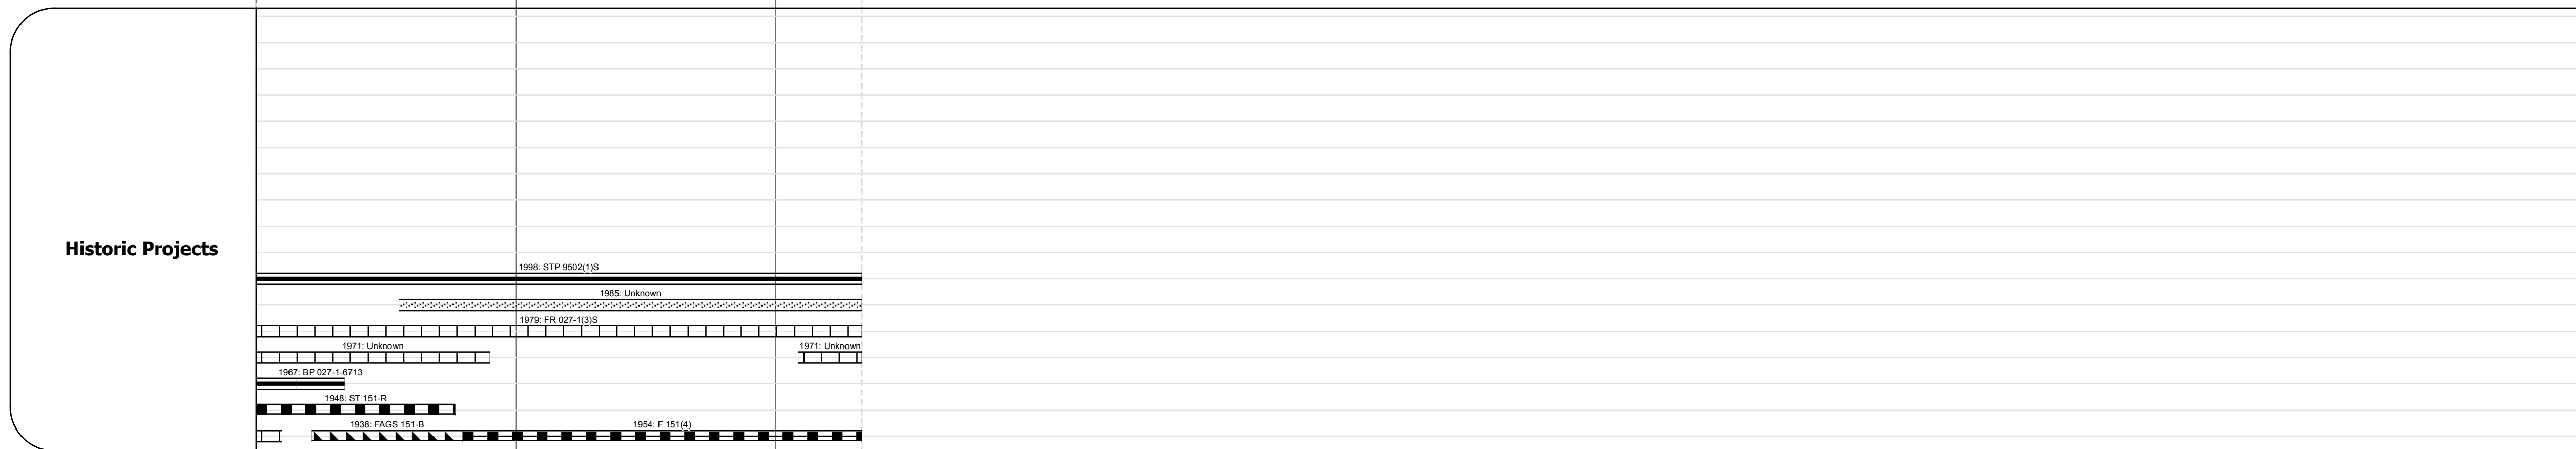 Historic Projects
1998: STP 9502(1)S
1985: Unknown
1979: FR 027-1(3)S
1971: Unknown
1971: Unknown
1967: BP 027-1-6713
1948: ST 151-R
1938: FAGS 151-B
1954: F 151(4)